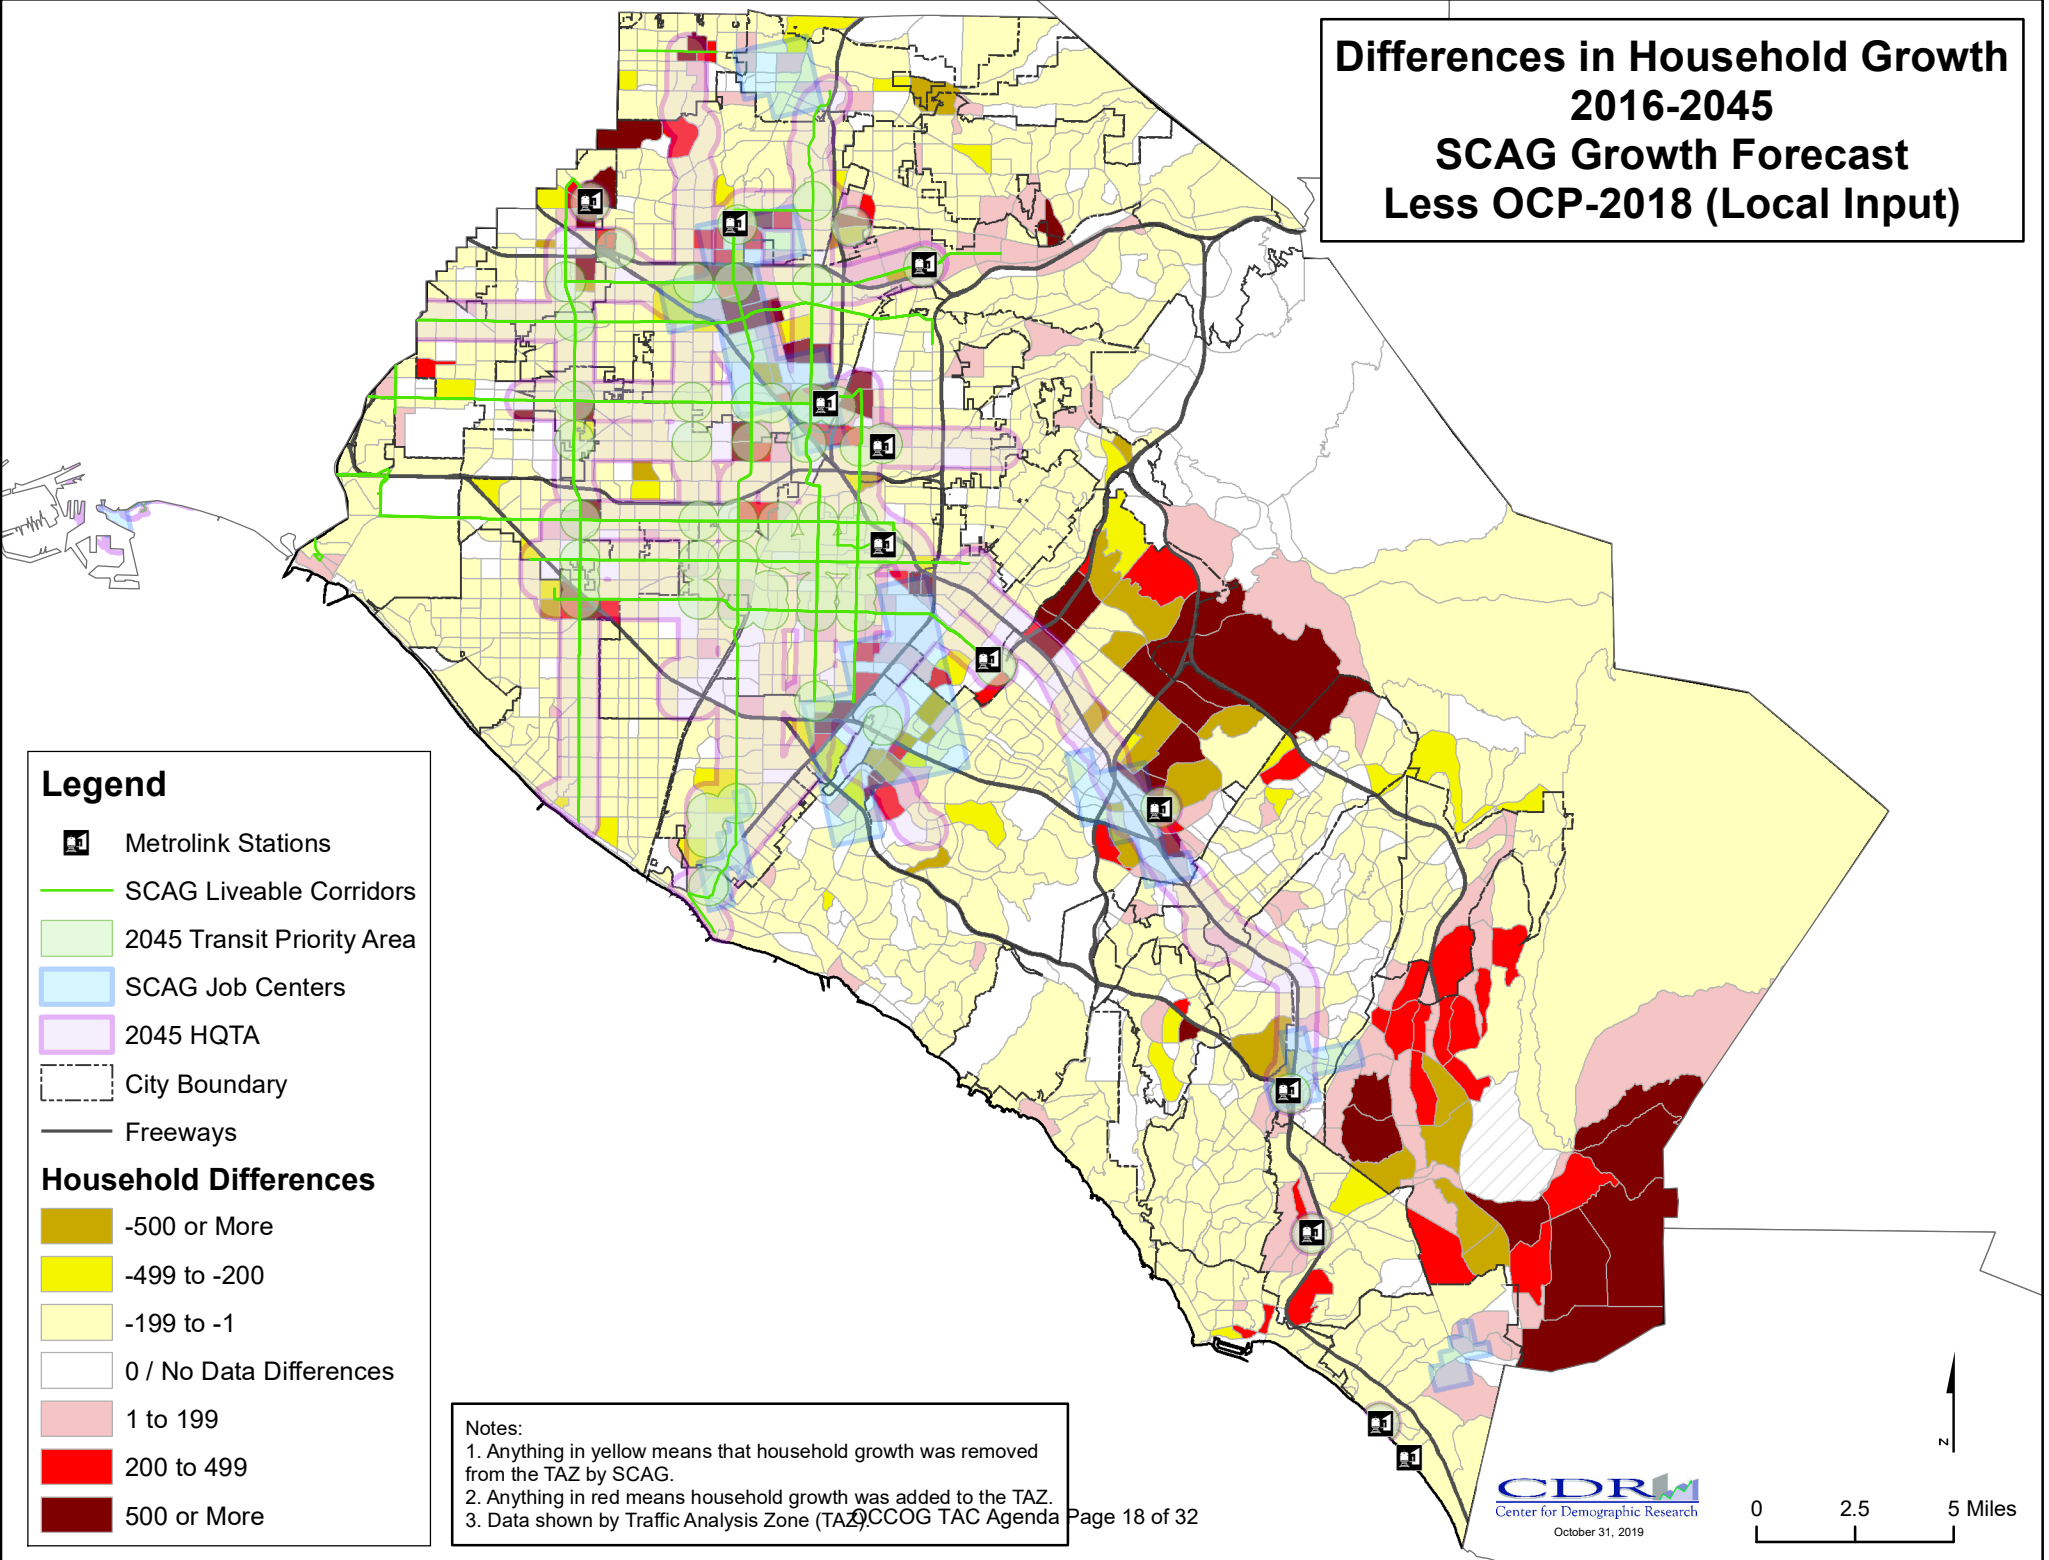 Differences in Household Growth
2016-2045
SCAG Growth Forecast
Less OCP-2018 (Local Input)
Legend
Metrolink Stations
SCAG Liveable Corridors
2045 Transit Priority Area
SCAG Job Centers
2045 HQTA
City Boundary
Freeways
Household Differences
-500 or More
-499 to -200
-199 to -1
0 / No Data Differences
1 to 199
200 to 499
500 or More
Notes:
1. Anything in yellow means that household growth was removed
from the TAZ by SCAG.
2. Anything in red means household growth was added to the TAZ.
3. Data shown by Traffic Analysis Zone (TAZ).
OCCOG TAC Agenda Page 18 of 32
CDR
Center for Demographic Research
October 31, 2019
z
0 2.5 5 Miles